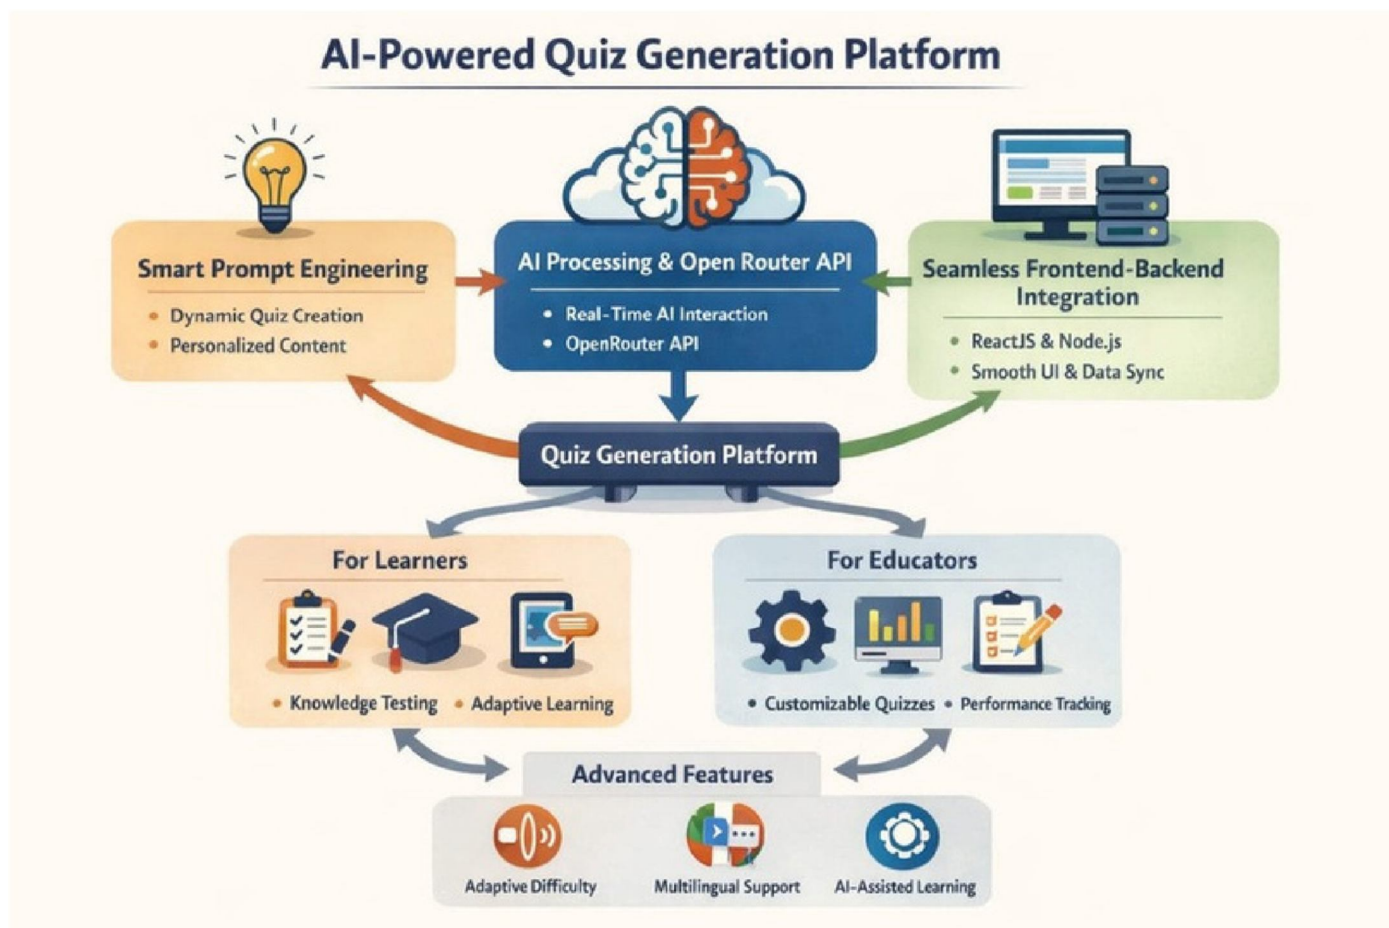 AI-Powered Quiz Generation Platform
Smart Prompt Engineering
• Dynamic Quiz Creation
• Personalized Content
AI Processing & Open Router API
• Real-Time AI Interaction
• OpenRouter API
Seamless Frontend-Backend
Integration
• ReactJS & Node.js
• Smooth UI & Data Sync
Quiz Generation Platform
For Learners
• Knowledge Testing • Adaptive Learning
For Educators
• Customizable Quizzes • Performance Tracking
Advanced Features
Adaptive Difficulty
Multilingual Support
AI-Assisted Learning